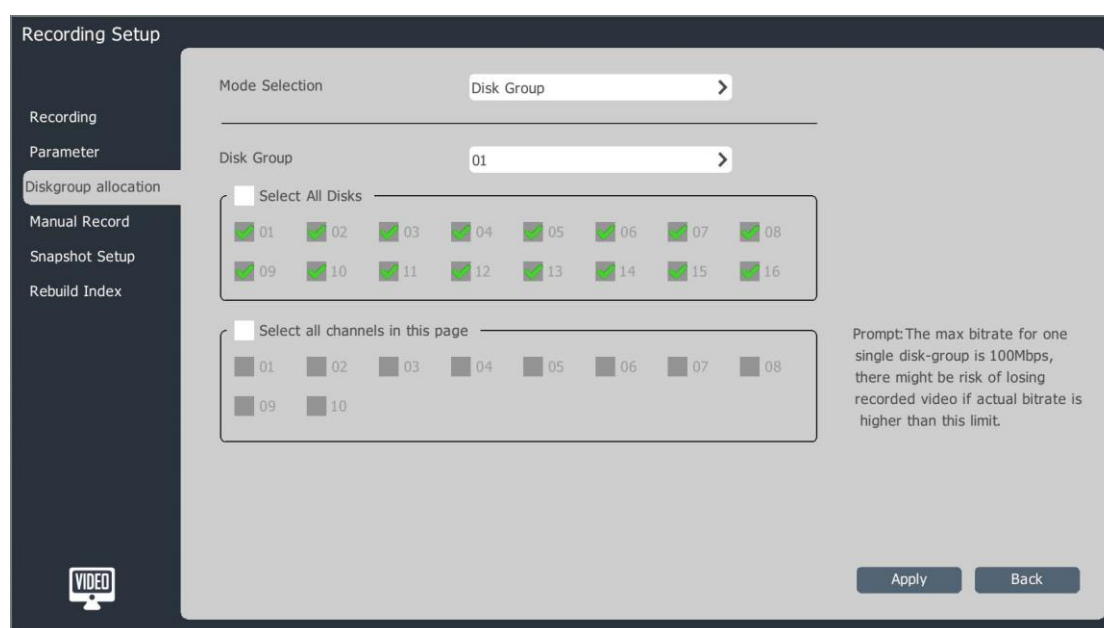 Recording Setup
Mode Selection
Disk Group
Recording
Parameter
Disk Group
01
Diskgroup allocation
Select All Disks
Manual Record
01 02 03 04 05 06 07 08
Snapshot Setup
09 10 11 12 13 14 15 16
Rebuild Index
Select all channels in this page
01 02 03 04 05 06 07 08
09 10
Prompt:The max bitrate for one
single disk-group is 100Mbps,
there might be risk of losing
recorded video if actual bitrate is
higher than this limit.
VIDEO
Apply
Back